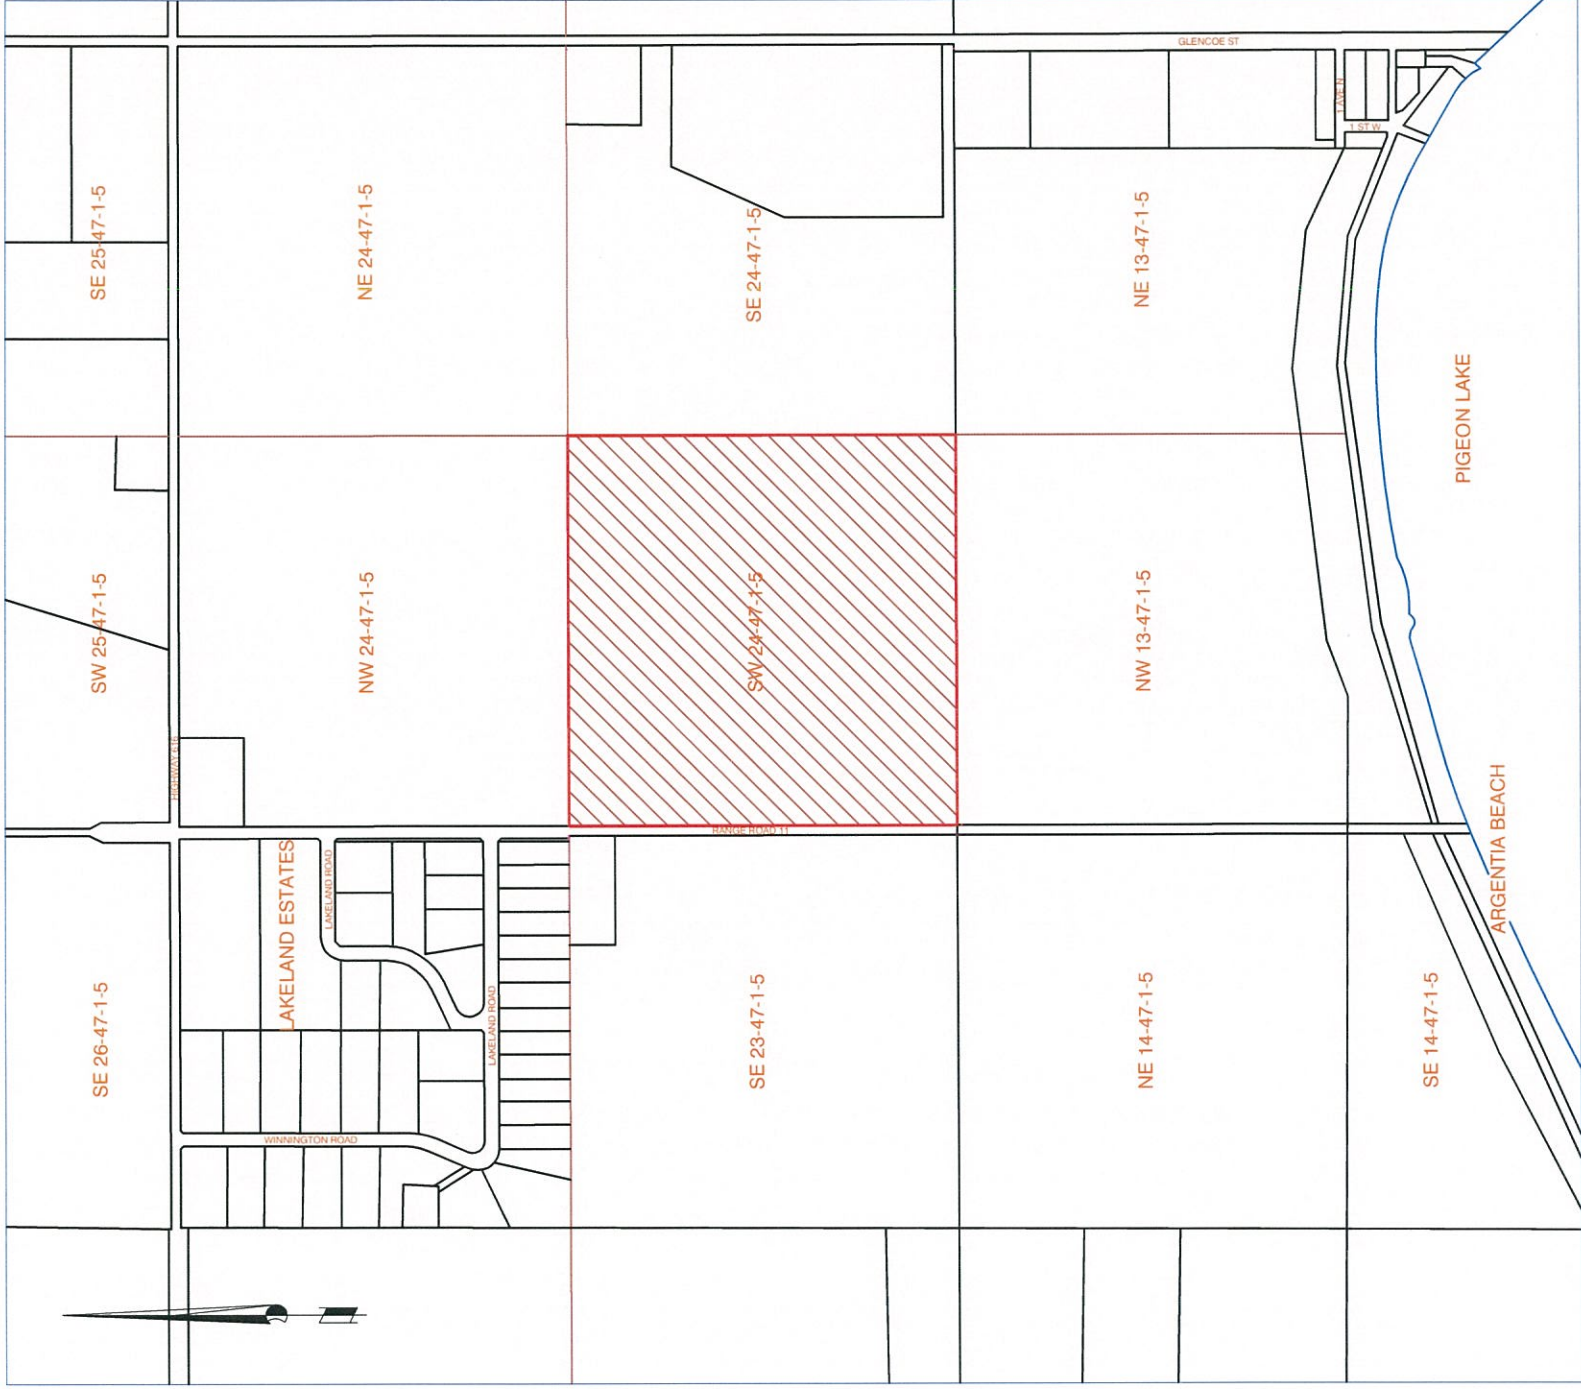 SE 26-47-1-5
SW 25-47-1-5
SE 25-47-1-5
HIGHWAY 616
LAKELAND ESTATES
WINNINGTON ROAD
LAKELAND ROAD
LAKELAND ROAD
NW 24-47-1-5
NE 24-47-1-5
SE 23-47-1-5
RANGE ROAD 11
SW 24-47-1-5
SE 24-47-1-5
NE 14-47-1-5
NW 13-47-1-5
NE 13-47-1-5
GLENCOE ST
1 AVE N
1 ST W
SE 14-47-1-5
PIGEON LAKE
ARGENTIA BEACH